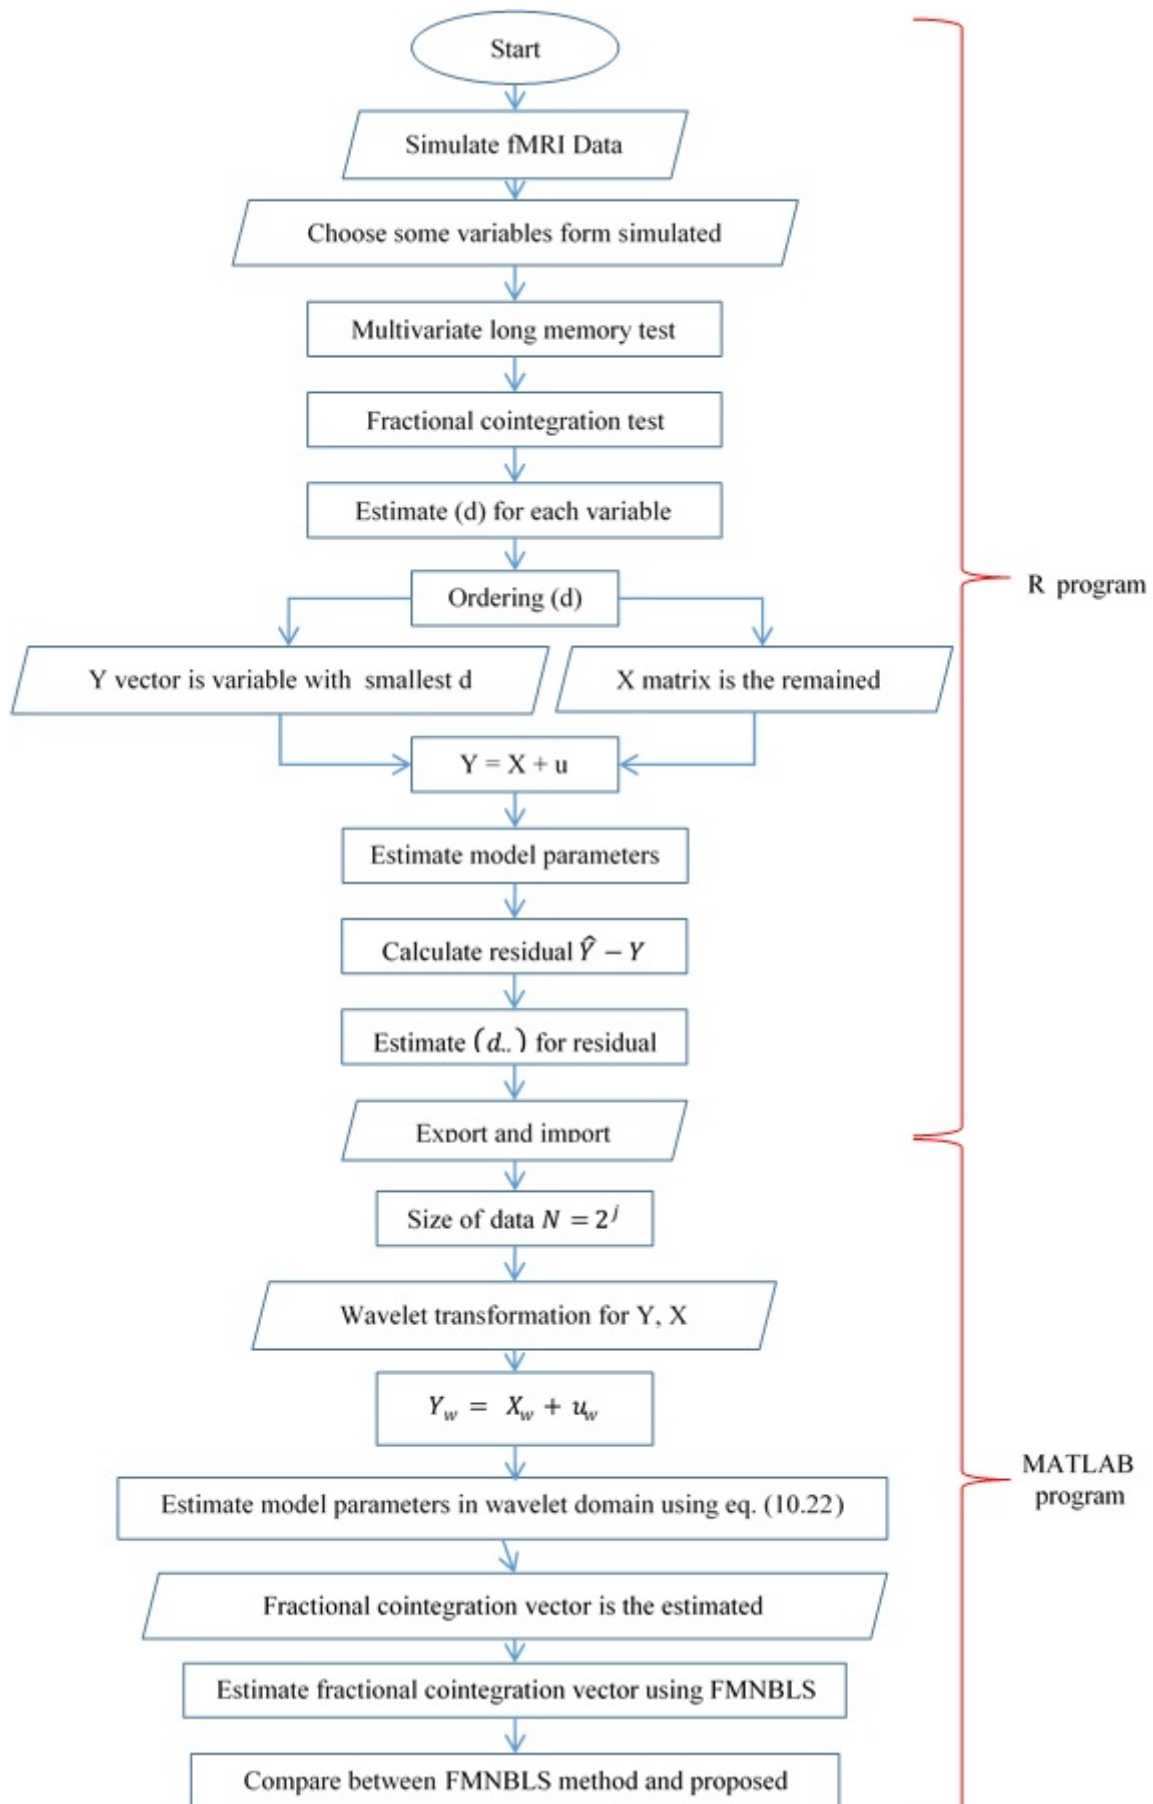 Start
Simulate fMRI Data
Choose some variables form simulated
Multivariate long memory test
Fractional cointegration test
Estimate (d) for each variable
Ordering (d)
Y vector is variable with smallest d
X matrix is the remained
Y = X + u
Estimate model parameters
Calculate residual Ŷ − Y
Estimate (d..) for residual
Export and import
R program
Size of data N = 2^j
Wavelet transformation for Y, X
Y_w = X_w + u_w
Estimate model parameters in wavelet domain using eq. (10.22)
Fractional cointegration vector is the estimated
Estimate fractional cointegration vector using FMNBLS
Compare between FMNBLS method and proposed
MATLAB
program